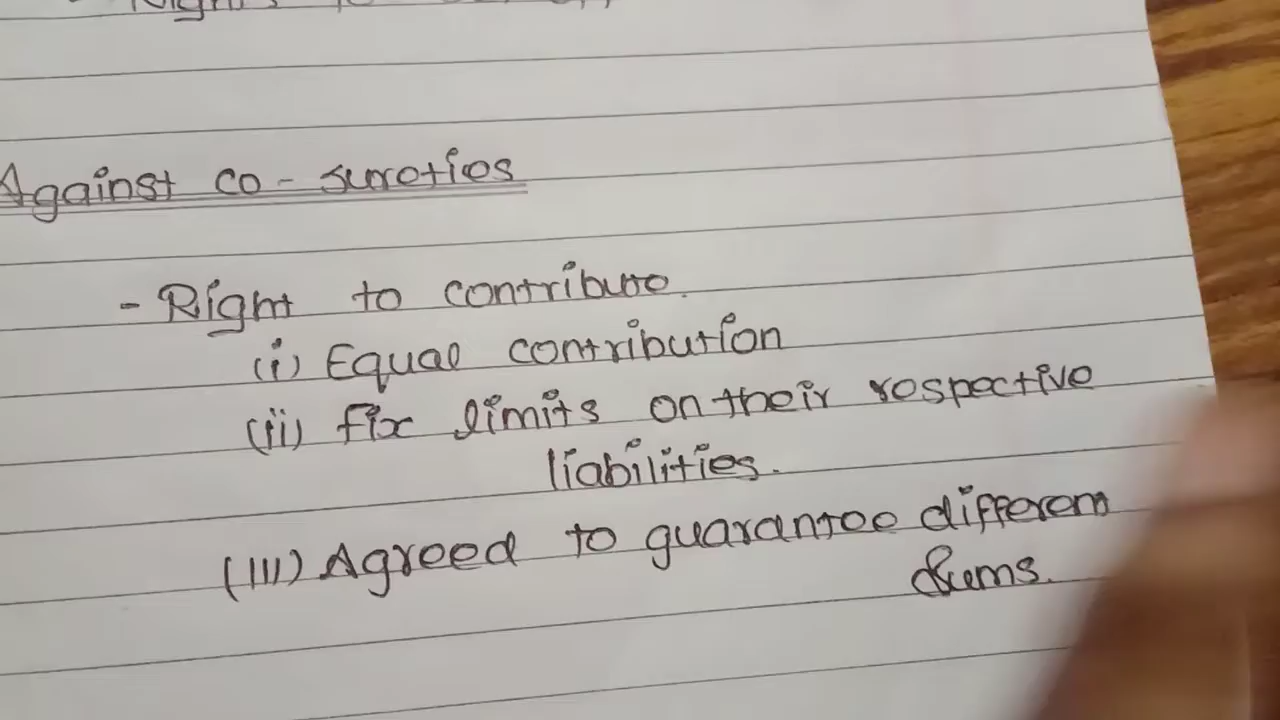 Against co - sureties
- Right to contribute.
(i) Equal contribution
(ii) fix limits on their respective
liabilities.
(III) Agreed to guarantee different
sums.